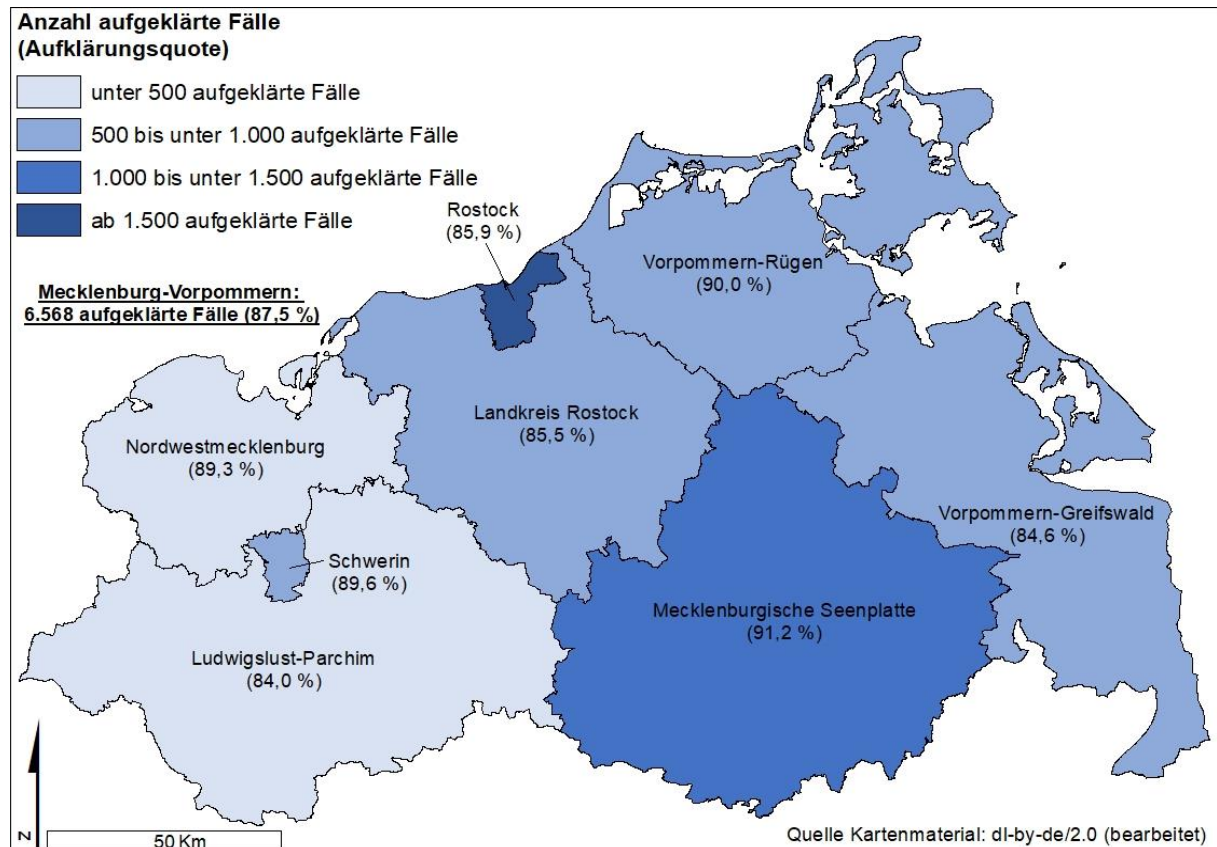 Anzahl aufgeklärte Fälle
(Aufklärungsquote)
unter 500 aufgeklärte Fälle
500 bis unter 1.000 aufgeklärte Fälle
1.000 bis unter 1.500 aufgeklärte Fälle
ab 1.500 aufgeklärte Fälle
Rostock
(85,9 %)
Vorpommern-Rügen
(90,0 %)
Mecklenburg-Vorpommern:
6.568 aufgeklärte Fälle (87,5 %)
Landkreis Rostock
(85,5 %)
Nordwestmecklenburg
(89,3 %)
Vorpommern-Greifswald
(84,6 %)
Schwerin
(89,6 %)
Mecklenburgische Seenplatte
(91,2 %)
Ludwigslust-Parchim
(84,0 %)
N
50 Km
Quelle Kartenmaterial: dl-by-de/2.0 (bearbeitet)